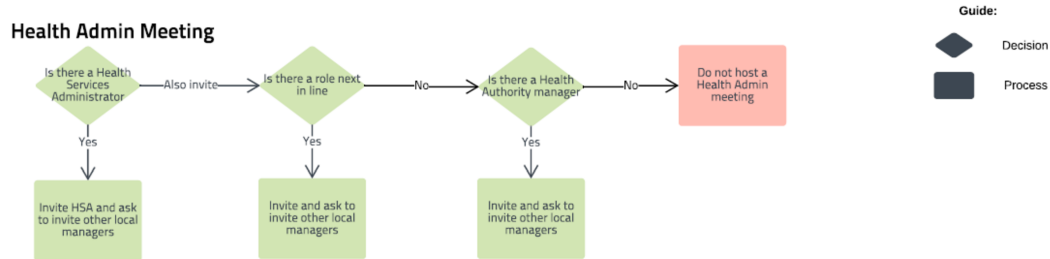 Guide:
Health Admin Meeting
Decision
Is there a Health
Services
Administrator
Also invite
Is there a role next
in line
No
Is there a Health
Authority manager
No
Do not host a
Health Admin
meeting
Process
Yes
Yes
Yes
Invite HSA and ask
to invite other local
managers
Invite and ask to
invite other local
managers
Invite and ask to
invite other local
managers